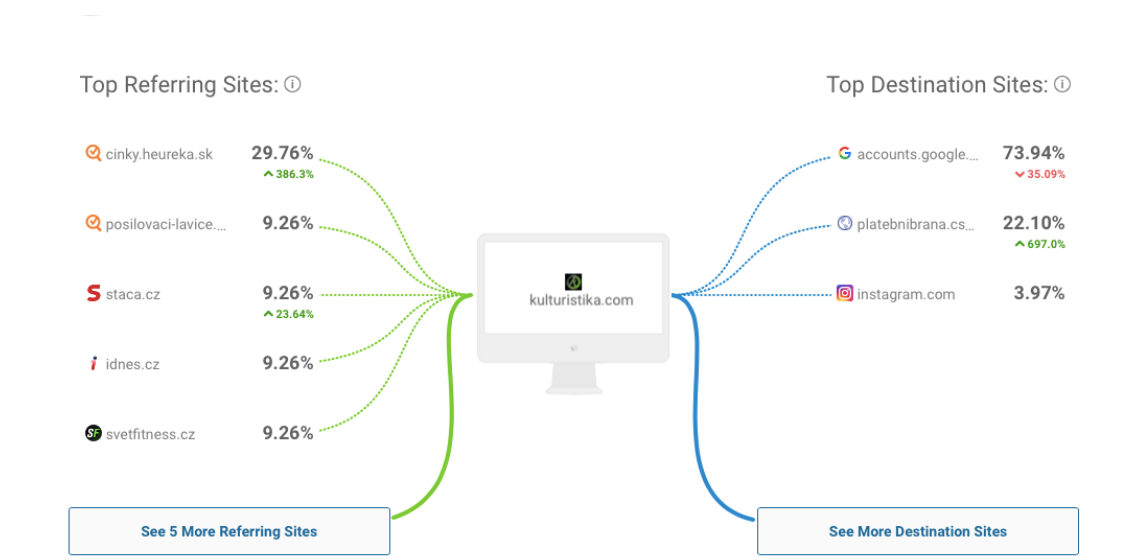 Top Referring Sites:
cinky.heureka.sk 29.76%
386.3%
posilovaci-lavice.... 9.26%
staca.cz 9.26%
23.64%
idnes.cz 9.26%
svetfitness.cz 9.26%
See 5 More Referring Sites
kulturistika.com
Top Destination Sites:
accounts.google.... 73.94%
35.09%
platebnibrana.cs... 22.10%
697.0%
instagram.com 3.97%
See More Destination Sites